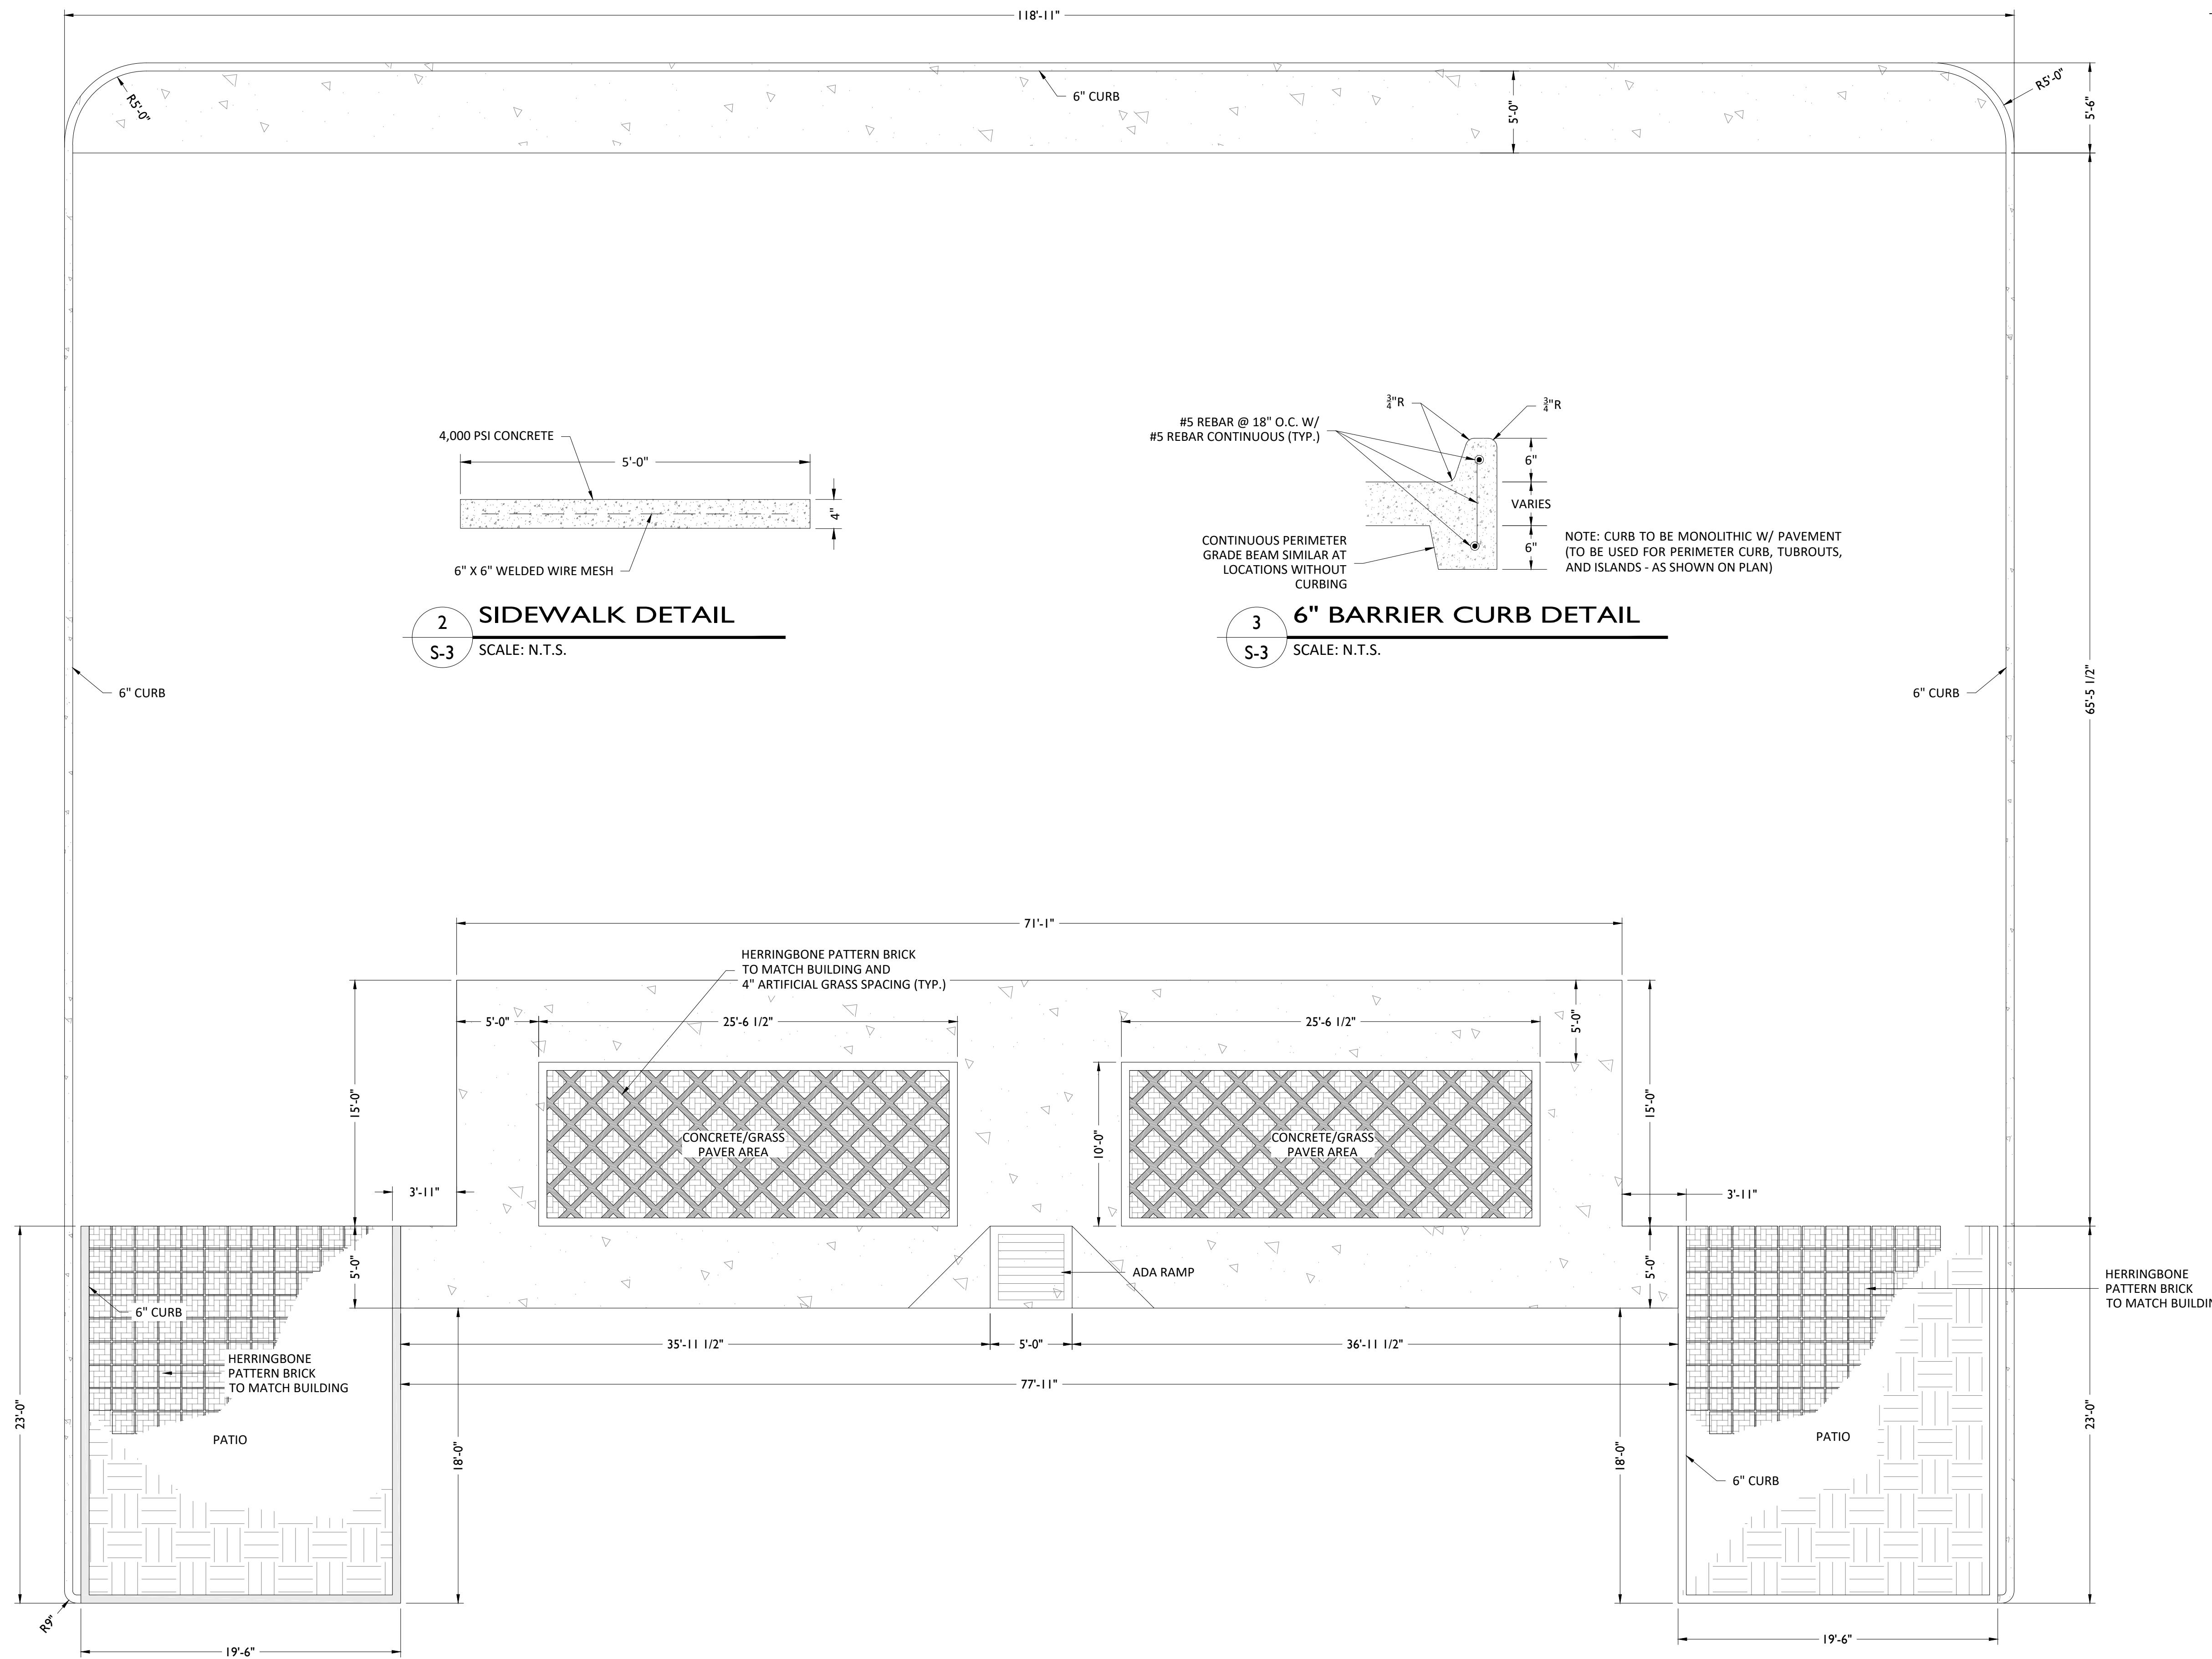 118'-11"
R5'-0"
6" CURB
5'-0"
R5'-0"
5'-6"
4,000 PSI CONCRETE
5'-0"
4"
6" X 6" WELDED WIRE MESH
2
S-3
SIDEWALK DETAIL
SCALE: N.T.S.
3/4"R
3/4"R
#5 REBAR @ 18" O.C. W/
#5 REBAR CONTINUOUS (TYP.)
6"
VARIES
6"
CONTINUOUS PERIMETER
GRADE BEAM SIMILAR AT
LOCATIONS WITHOUT
CURBING
NOTE: CURB TO BE MONOLITHIC W/ PAVEMENT
(TO BE USED FOR PERIMETER CURB, TUBROUTS,
AND ISLANDS - AS SHOWN ON PLAN)
3
S-3
6" BARRIER CURB DETAIL
SCALE: N.T.S.
6" CURB
6" CURB
65'-5 1/2"
71'-1"
HERRINGBONE PATTERN BRICK
TO MATCH BUILDING AND
4" ARTIFICIAL GRASS SPACING (TYP.)
5'-0"
25'-6 1/2"
25'-6 1/2"
5'-0"
15'-0"
10'-0"
15'-0"
CONCRETE/GRASS
PAVER AREA
CONCRETE/GRASS
PAVER AREA
3'-11"
3'-11"
5'-0"
ADA RAMP
5'-0"
6" CURB
HERRINGBONE
PATTERN BRICK
TO MATCH BUILDIN
35'-11 1/2"
5'-0"
36'-11 1/2"
HERRINGBONE
PATTERN BRICK
TO MATCH BUILDING
77'-11"
23'-0"
PATIO
18'-0"
18'-0"
PATIO
6" CURB
23'-0"
R9"
19'-6"
19'-6"